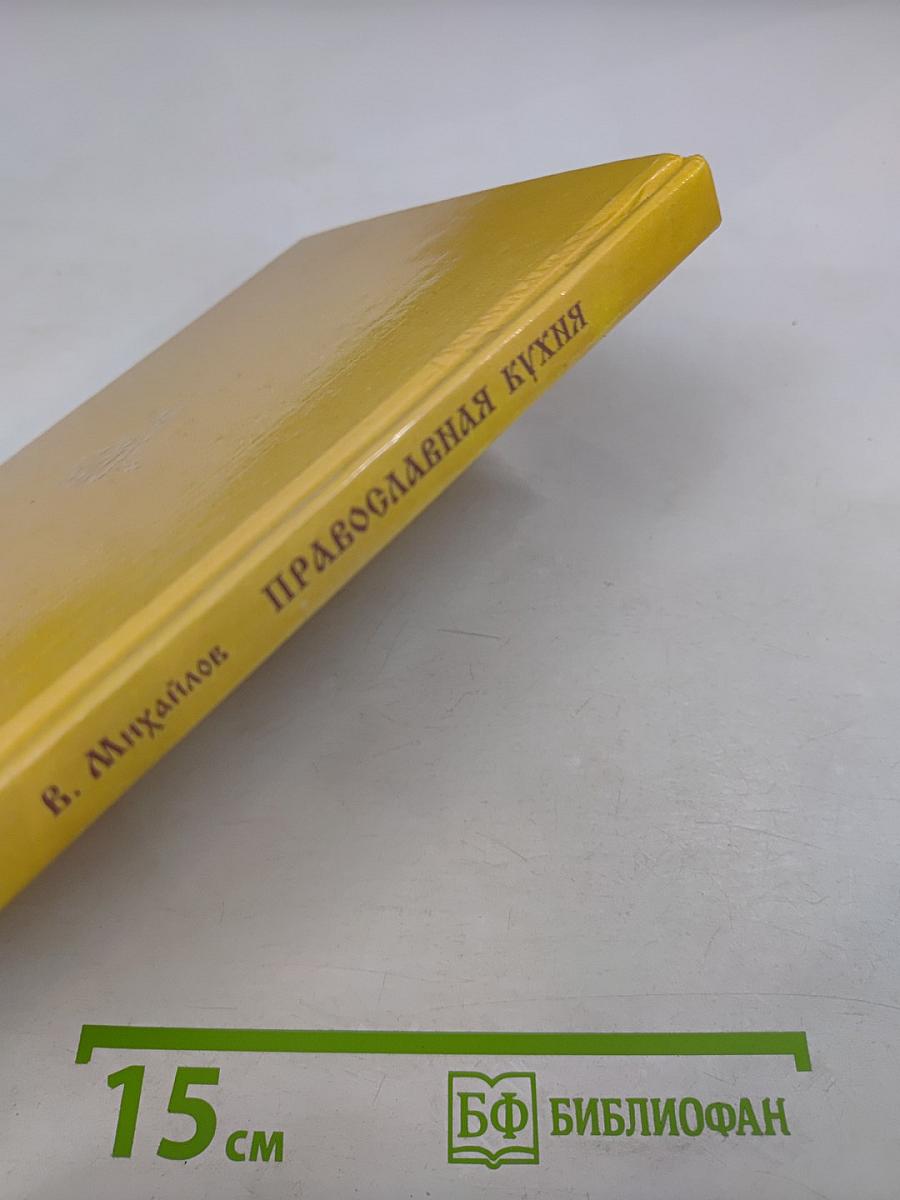 В. Михайлов ПРАВОСЛАВНАЯ КУХНЯ
15 см
БФ БИБЛИОФАН